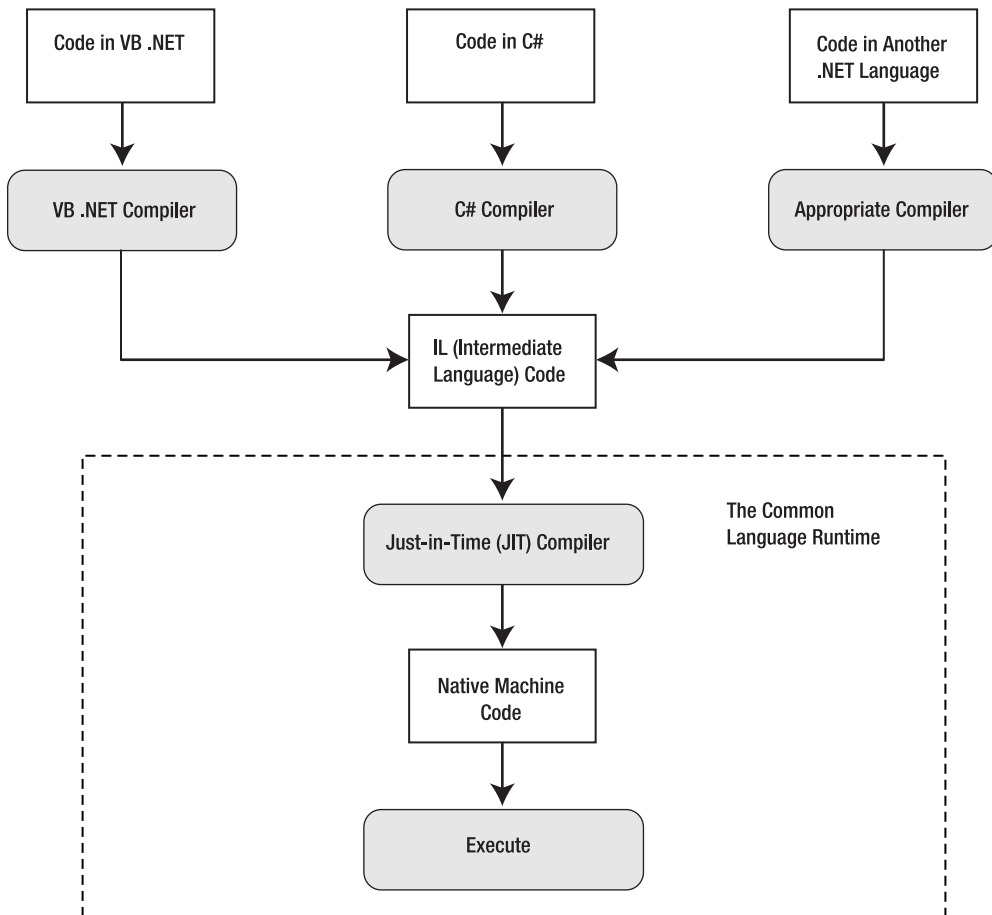 Code in VB .NET
Code in C#
Code in Another
.NET Language
VB .NET Compiler
C# Compiler
Appropriate Compiler
IL (Intermediate
Language) Code
The Common
Language Runtime
Just-in-Time (JIT) Compiler
Native Machine
Code
Execute